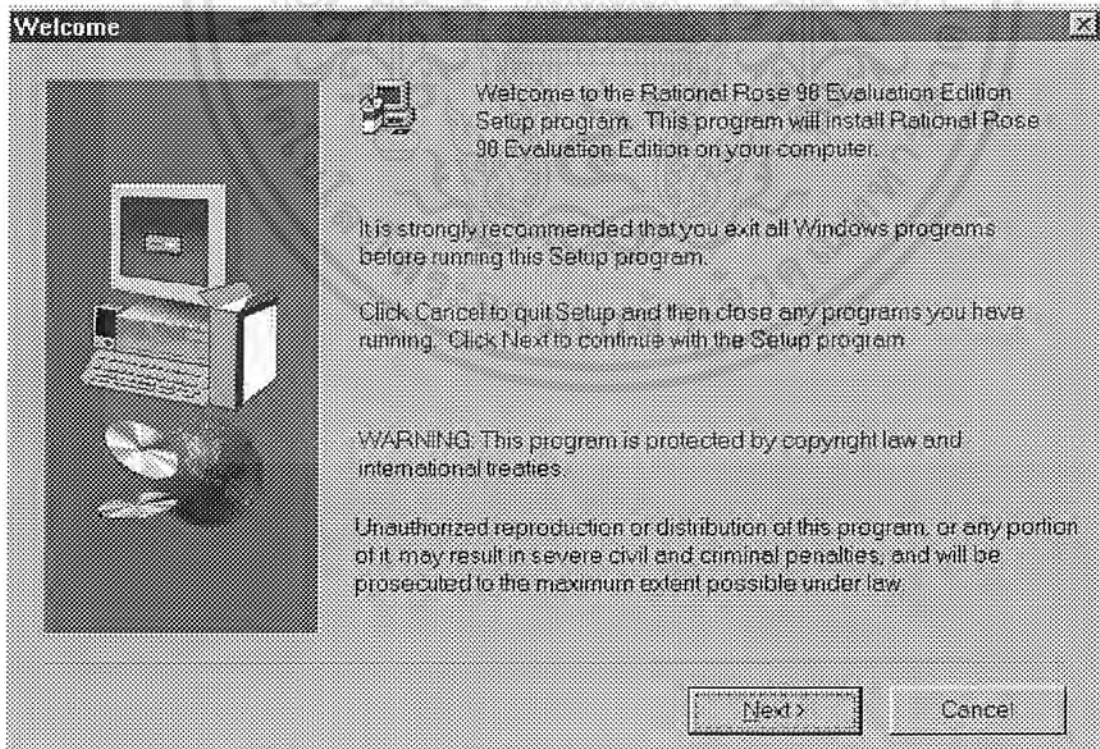 Welcome
Welcome to the Rational Rose 98 Evaluation Edition
Setup program. This program will install Rational Rose
98 Evaluation Edition on your computer.
It is strongly recommended that you exit all Windows programs
before running this Setup program.
Click Cancel to quit Setup and then close any programs you have
running. Click Next to continue with the Setup program.
WARNING: This program is protected by copyright law and
international treaties.
Unauthorized reproduction or distribution of this program, or any portion
of it, may result in severe civil and criminal penalties, and will be
prosecuted to the maximum extent possible under law.
Next >
Cancel